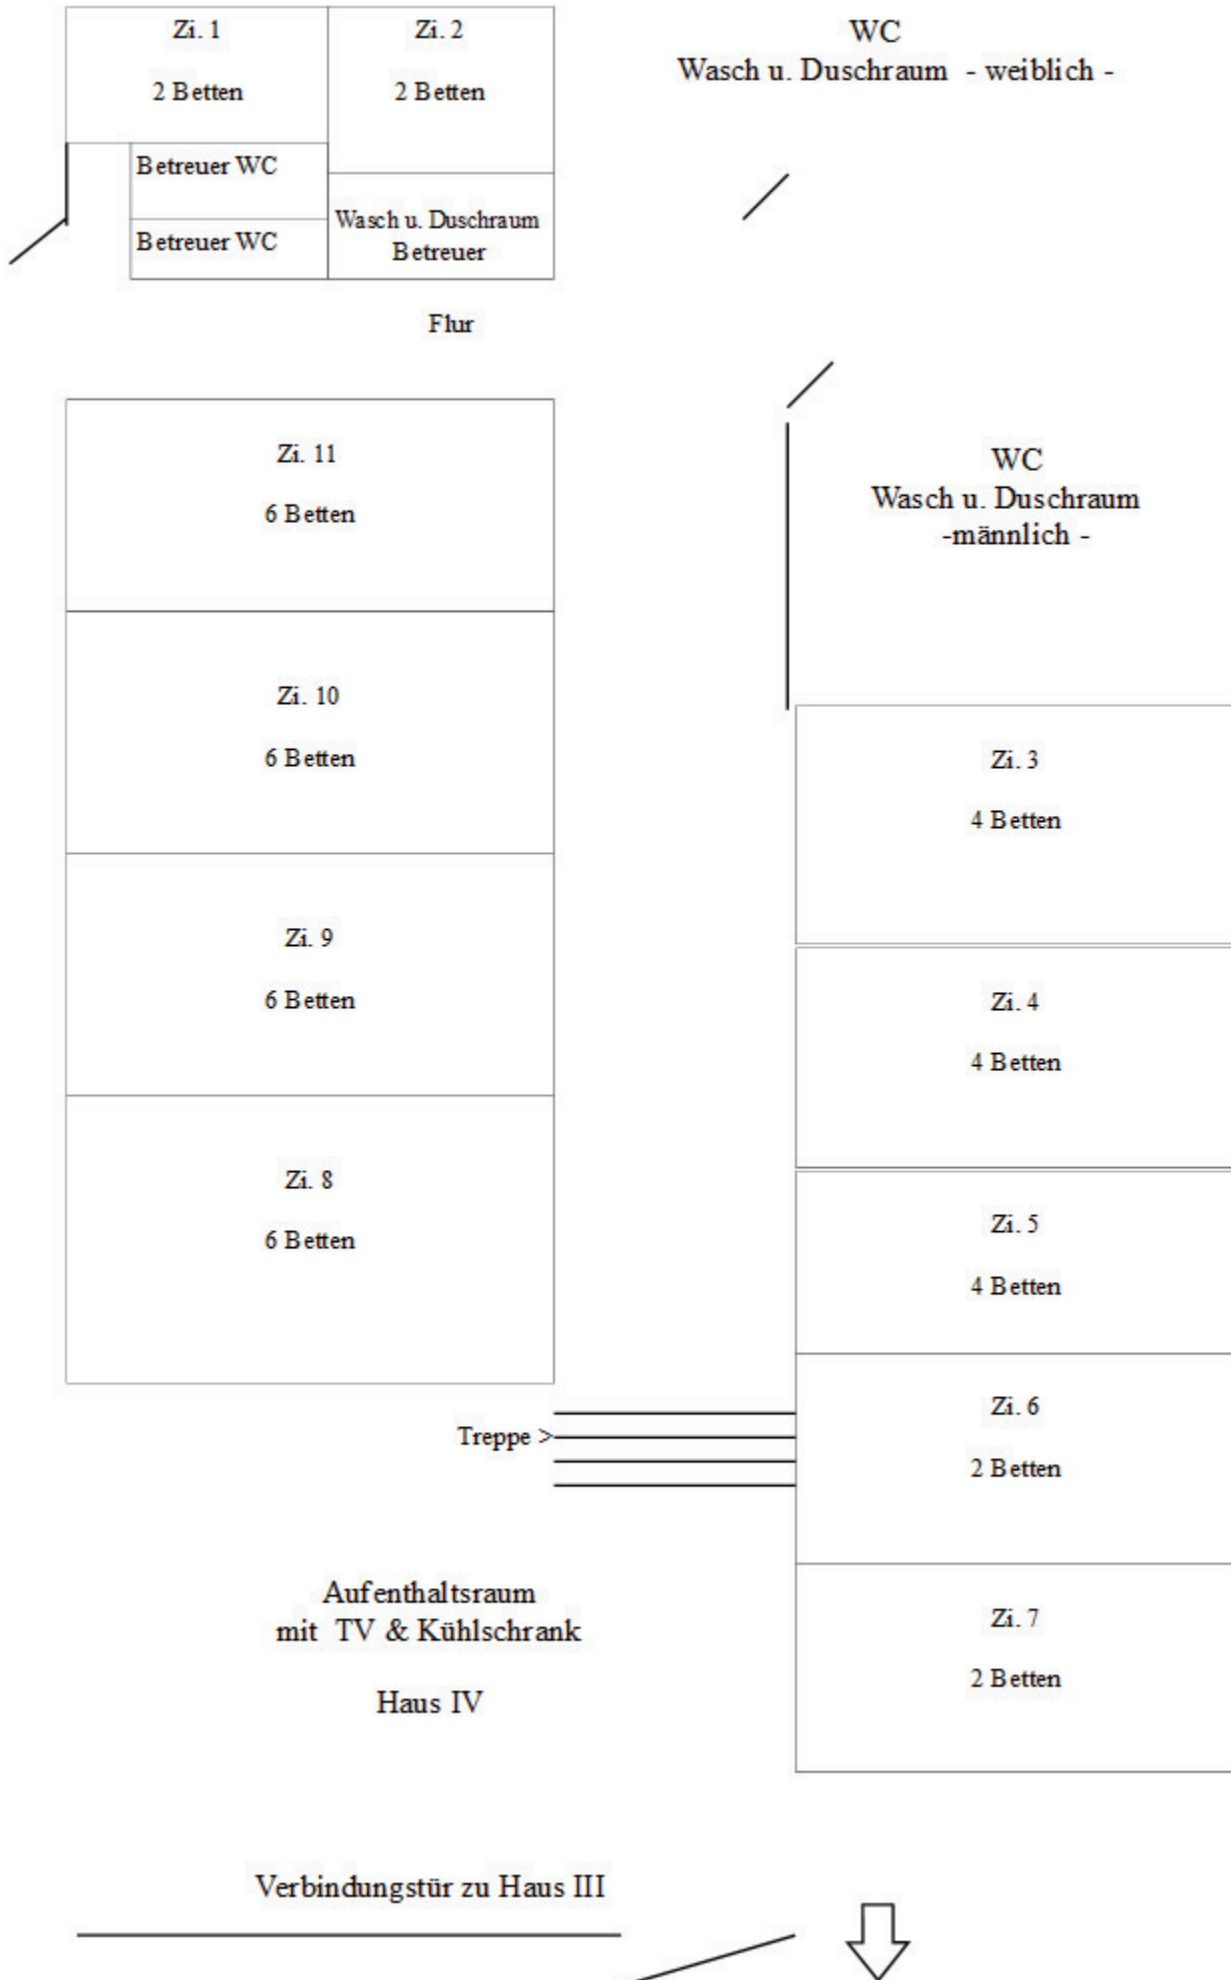 Zi. 1
2 Betten
Zi. 2
2 Betten
WC
Wasch u. Duschraum - weiblich -
Betreuer WC
Betreuer WC
Wasch u. Duschraum
Betreuer
Flur
Zi. 11
6 Betten
WC
Wasch u. Duschraum
-männlich -
Zi. 10
6 Betten
Zi. 3
4 Betten
Zi. 9
6 Betten
Zi. 4
4 Betten
Zi. 8
6 Betten
Zi. 5
4 Betten
Treppe >
Zi. 6
2 Betten
Aufenthaltsraum
mit TV & Kühlschrank
Haus IV
Zi. 7
2 Betten
Verbindungstür zu Haus III